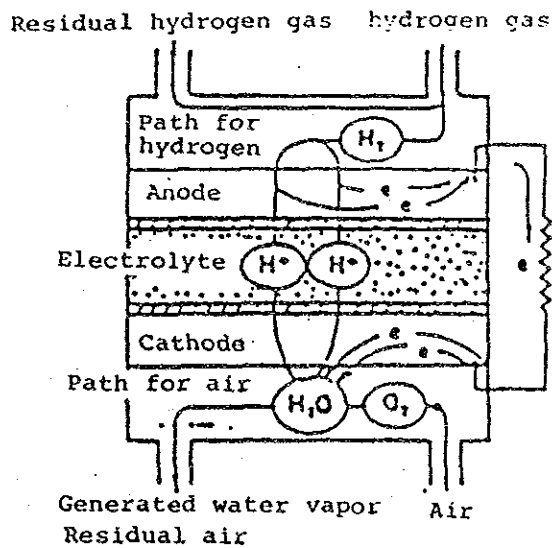 Residual hydrogen gas hydrogen gas
Path for
hydrogen
H₂
Anode
e
e
Electrolyte
H⁺ H⁺
e
Cathode
e
e
Path for air
H₂O
O₂
Generated water vapor
Residual air
Air